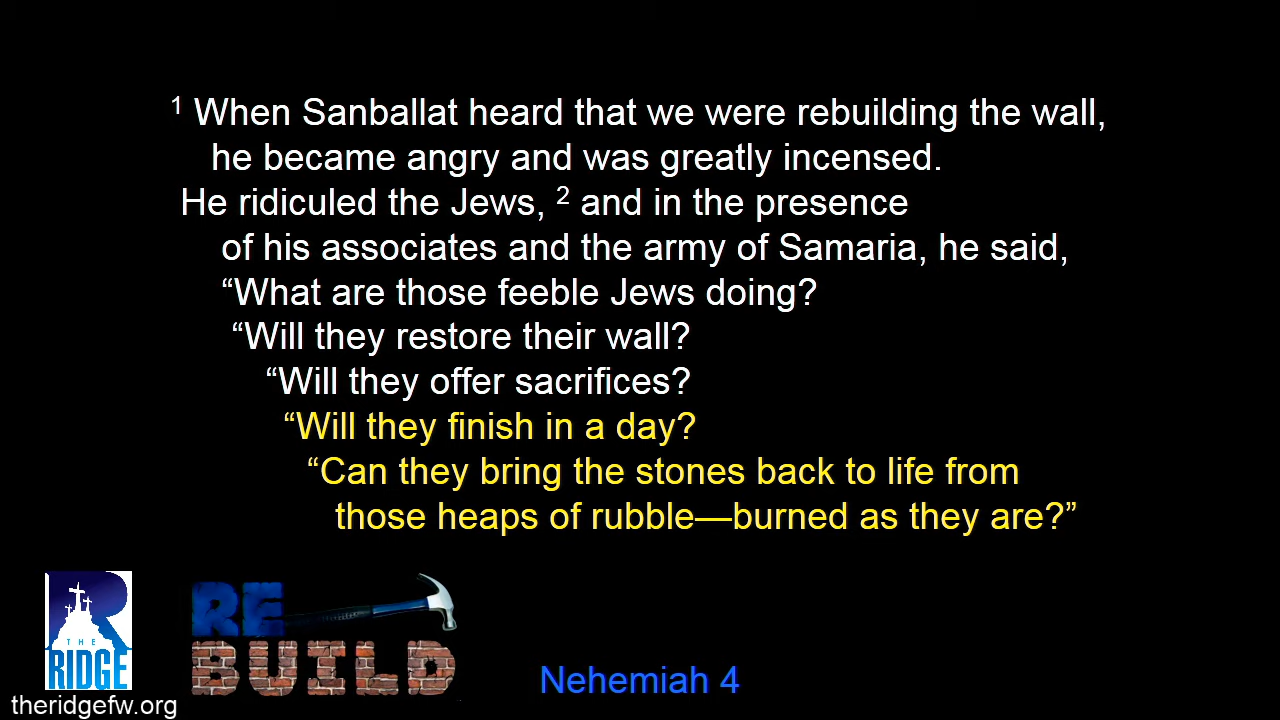 1 When Sanballat heard that we were rebuilding the wall,
he became angry and was greatly incensed.
He ridiculed the Jews, 2 and in the presence
of his associates and the army of Samaria, he said,
“What are those feeble Jews doing?
“Will they restore their wall?
“Will they offer sacrifices?
“Will they finish in a day?
“Can they bring the stones back to life from
those heaps of rubble—burned as they are?”
RE
BUILD
R
THE
RIDGE
Nehemiah 4
theridgefw.org